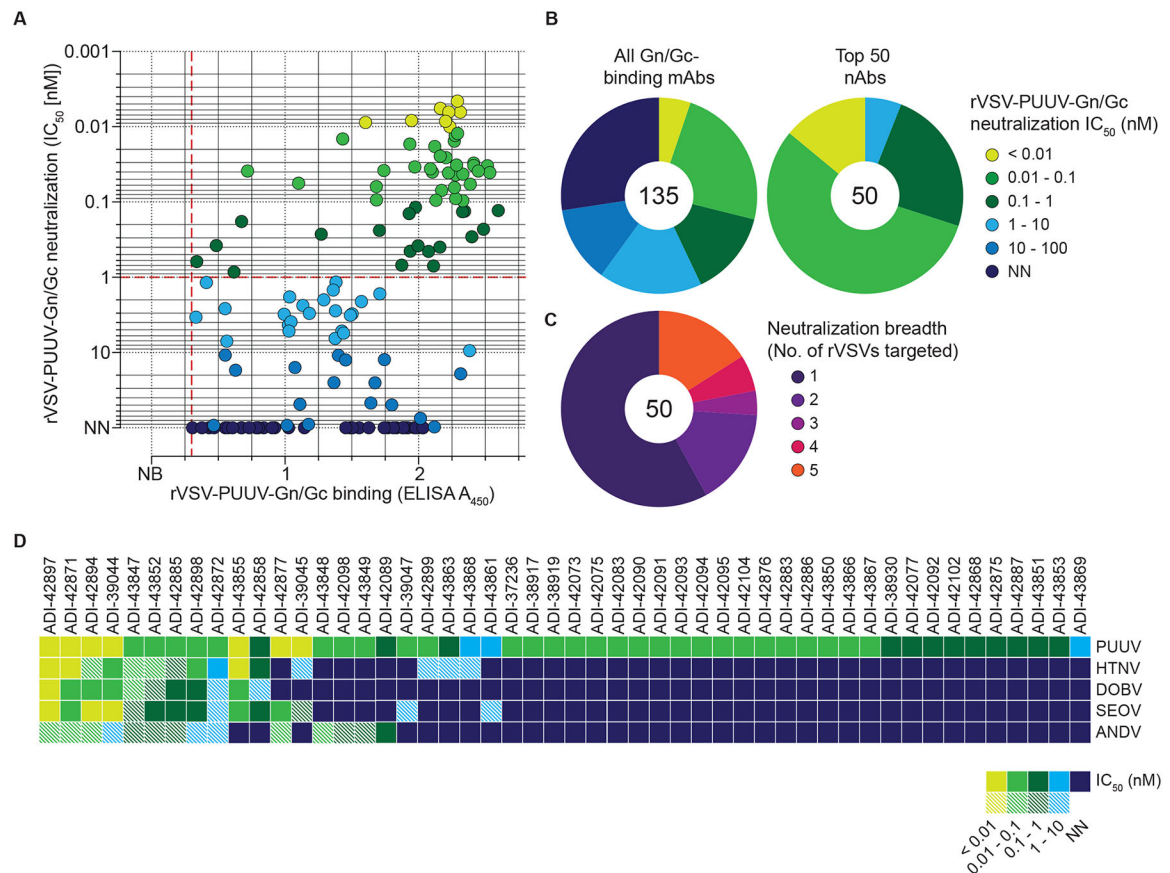 A
rVSV-PUUV-Gn/Gc neutralization (IC50 [nM])
0.001
0.01
0.1
1
10
NN
NB
1
2
rVSV-PUUV-Gn/Gc binding (ELISA A450)
B
All Gn/Gc-
binding mAbs
135
Top 50
nAbs
50
rVSV-PUUV-Gn/Gc
neutralization IC50 (nM)
< 0.01
0.01 - 0.1
0.1 - 1
1 - 10
10 - 100
NN
C
50
Neutralization breadth
(No. of rVSVs targeted)
1
2
3
4
5
D
ADI-42897
ADI-42871
ADI-42894
ADI-39044
ADI-43847
ADI-43852
ADI-42885
ADI-42898
ADI-42872
ADI-43855
ADI-42858
ADI-42877
ADI-39045
ADI-43848
ADI-42098
ADI-43849
ADI-42089
ADI-39047
ADI-42899
ADI-43863
ADI-43868
ADI-43861
ADI-37236
ADI-38917
ADI-38919
ADI-42073
ADI-42075
ADI-42083
ADI-42090
ADI-42091
ADI-42093
ADI-42094
ADI-42095
ADI-42104
ADI-42876
ADI-42883
ADI-42886
ADI-43850
ADI-43866
ADI-43867
ADI-38930
ADI-42077
ADI-42092
ADI-42102
ADI-42868
ADI-42875
ADI-42887
ADI-43851
ADI-43853
ADI-43869
PUUV
HTNV
DOBV
SEOV
ANDV
IC50 (nM)
< 0.01
0.01 - 0.1
0.1 - 1
1 - 10
NN